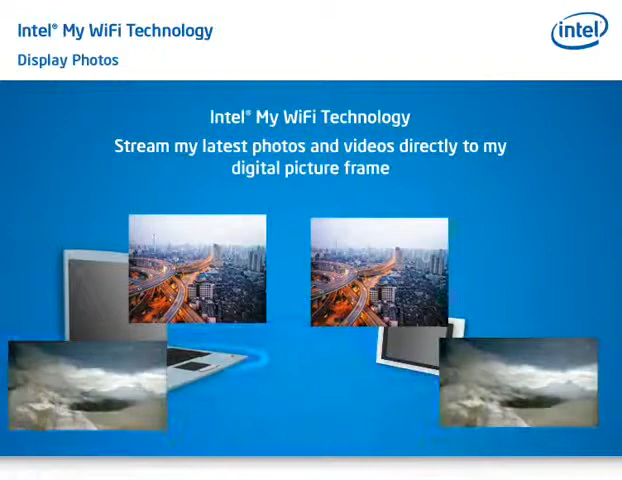 Intel® My WiFi Technology
Display Photos
intel
Intel® My WiFi Technology
Stream my latest photos and videos directly to my
digital picture frame